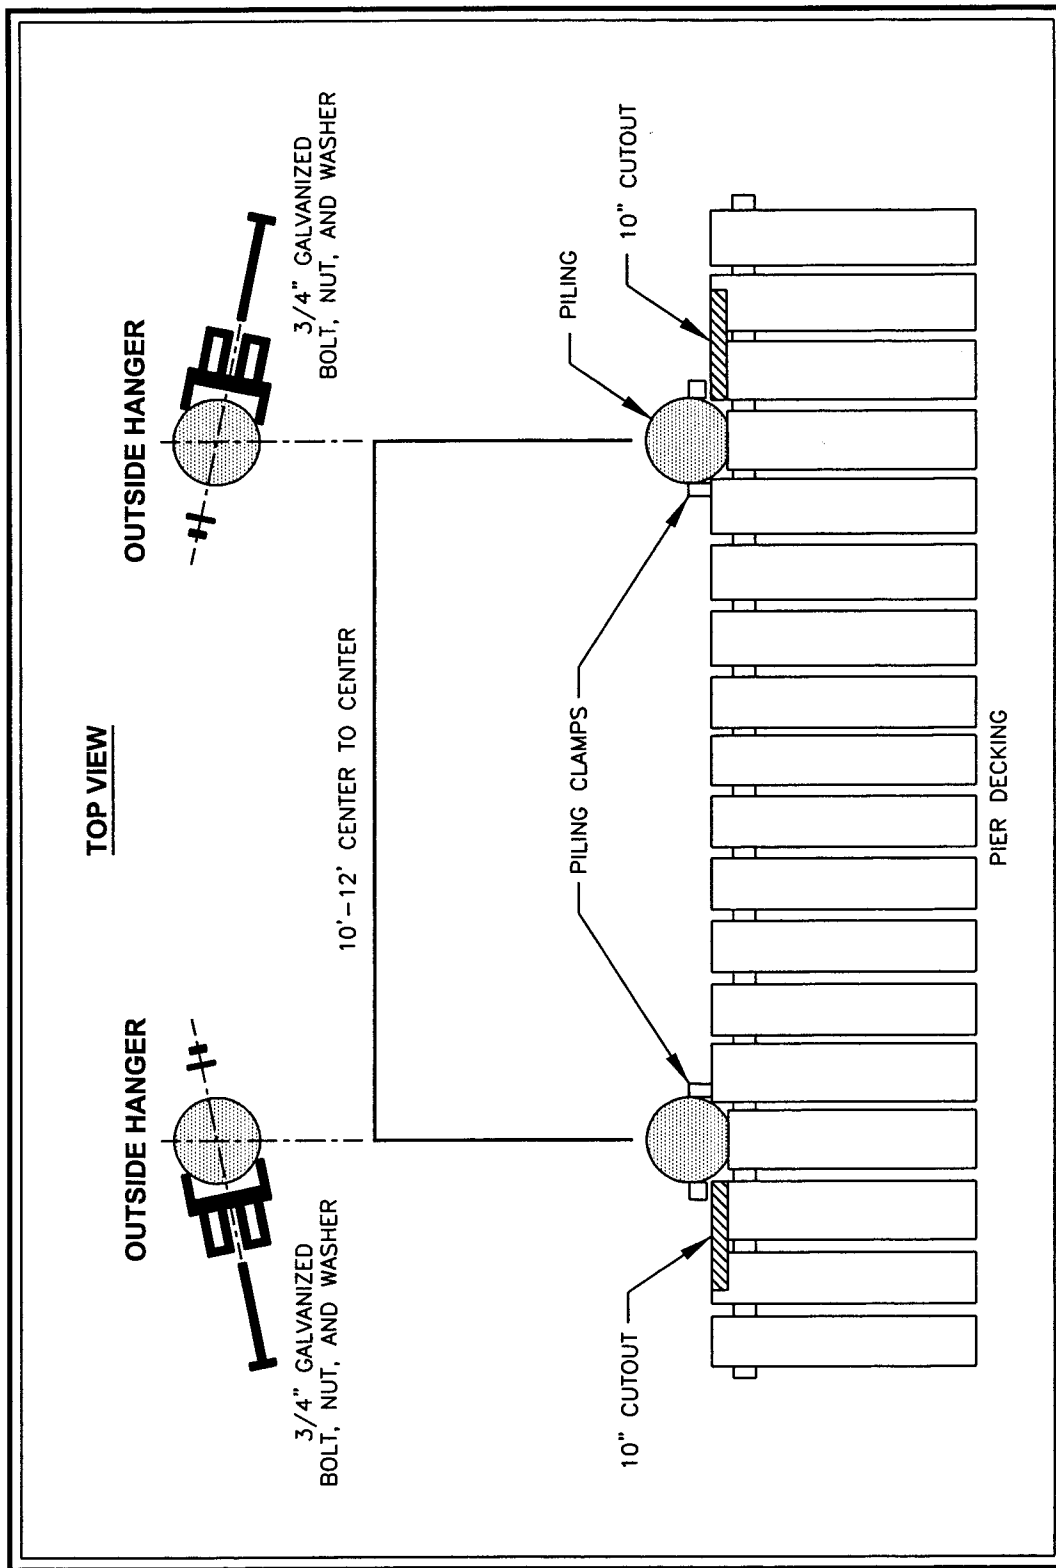 TOP VIEW
OUTSIDE HANGER
OUTSIDE HANGER
3/4" GALVANIZED
BOLT, NUT, AND WASHER
3/4" GALVANIZED
BOLT, NUT, AND WASHER
10'-12' CENTER TO CENTER
PILING CLAMPS
PILING
10" CUTOUT
10" CUTOUT
PIER DECKING